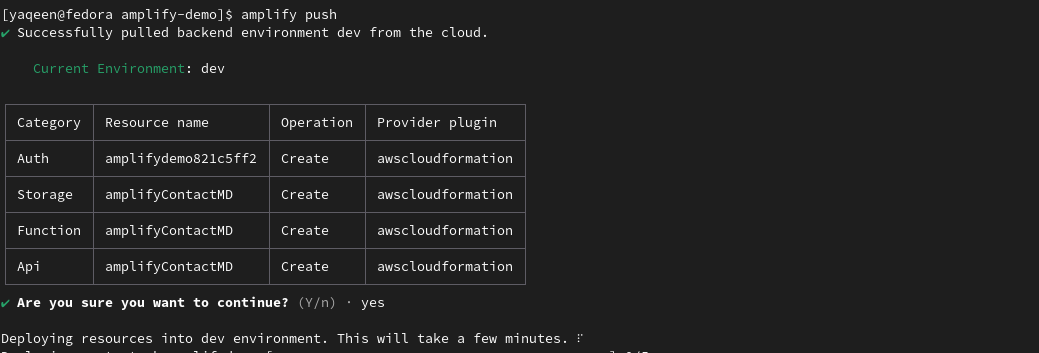 [yaqeen@fedora amplify-demo]$ amplify push
✔ Successfully pulled backend environment dev from the cloud.
Current Environment: dev
Category Resource name Operation Provider plugin
Auth amplifydemo821c5ff2 Create awscloudformation
Storage amplifyContactMD Create awscloudformation
Function amplifyContactMD Create awscloudformation
Api amplifyContactMD Create awscloudformation
✔ Are you sure you want to continue? (Y/n) · yes
Deploying resources into dev environment. This will take a few minutes. ⠏